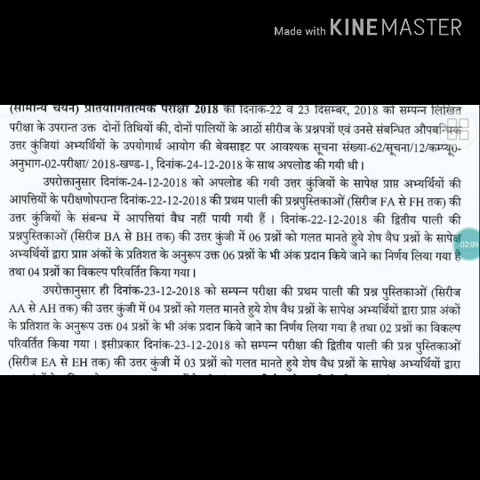 Made with KINEMASTER
(सामान्य चयन) प्रतियोगितात्मक परीक्षा 2018 की दिनांक-22 व 23 दिसम्बर, 2018 को सम्पन्न लिखित
परीक्षा के उपरान्त उक्त दोनों तिथियों की, दोनों पालियों के आठों सीरीज के प्रश्नपत्रों एवं उनसे संबन्धित औपबन्धिक
उत्तर कुंजियां अभ्यर्थियों के उपयोगार्थ आयोग की बेवसाइट पर आवश्यक सूचना संख्या-62/सूचना/12/कम्प्यू0-
अनुभाग-02-परीक्षा/ 2018-खण्ड-1, दिनांक-24-12-2018 के साथ अपलोड की गयी थी।
उपरोक्तानुसार दिनांक-24-12-2018 को अपलोड की गयी उत्तर कुंजियों के सापेक्ष प्राप्त अभ्यर्थियों की
आपत्तियों के परीक्षणोपरान्त दिनांक-22-12-2018 की प्रथम पाली की प्रश्नपुस्तिकाओं (सिरीज FA से FH तक) की
उत्तर कुंजियों के संबन्ध में आपत्तियां वैध नहीं पायी गयी हैं । दिनांक-22-12-2018 की द्वितीय पाली की
प्रश्नपुस्तिकाओं (सिरीज BA से BH तक) की उत्तर कुंजी में 06 प्रश्नों को गलत मानते हुये शेष वैध प्रश्नों के सापेक्ष
अभ्यर्थियों द्वारा प्राप्त अंकों के प्रतिशत के अनुरूप उक्त 06 प्रश्नों के भी अंक प्रदान किये जाने का निर्णय लिया गया है
तथा 04 प्रश्नों का विकल्प परिवर्तित किया गया।
02:09
उपरोक्तानुसार ही दिनांक-23-12-2018 को सम्पन्न परीक्षा की प्रथम पाली की प्रश्न पुस्तिकाओं (सिरीज
AA से AH तक) की उत्तर कुंजी में 04 प्रश्नों को गलत मानते हुये शेष वैध प्रश्नों के सापेक्ष अभ्यर्थियों द्वारा प्राप्त अंकों
के प्रतिशत के अनुरूप उक्त 04 प्रश्नों के भी अंक प्रदान किये जाने का निर्णय लिया गया है तथा 02 प्रश्नों का विकल्प
परिवर्तित किया गया । इसीप्रकार दिनांक-23-12-2018 को सम्पन्न परीक्षा की द्वितीय पाली की प्रश्न पुस्तिकाओं
(सिरीज EA से EH तक) की उत्तर कुंजी में 03 प्रश्नों को गलत मानते हुये शेष वैध प्रश्नों के सापेक्ष अभ्यर्थियों द्वारा